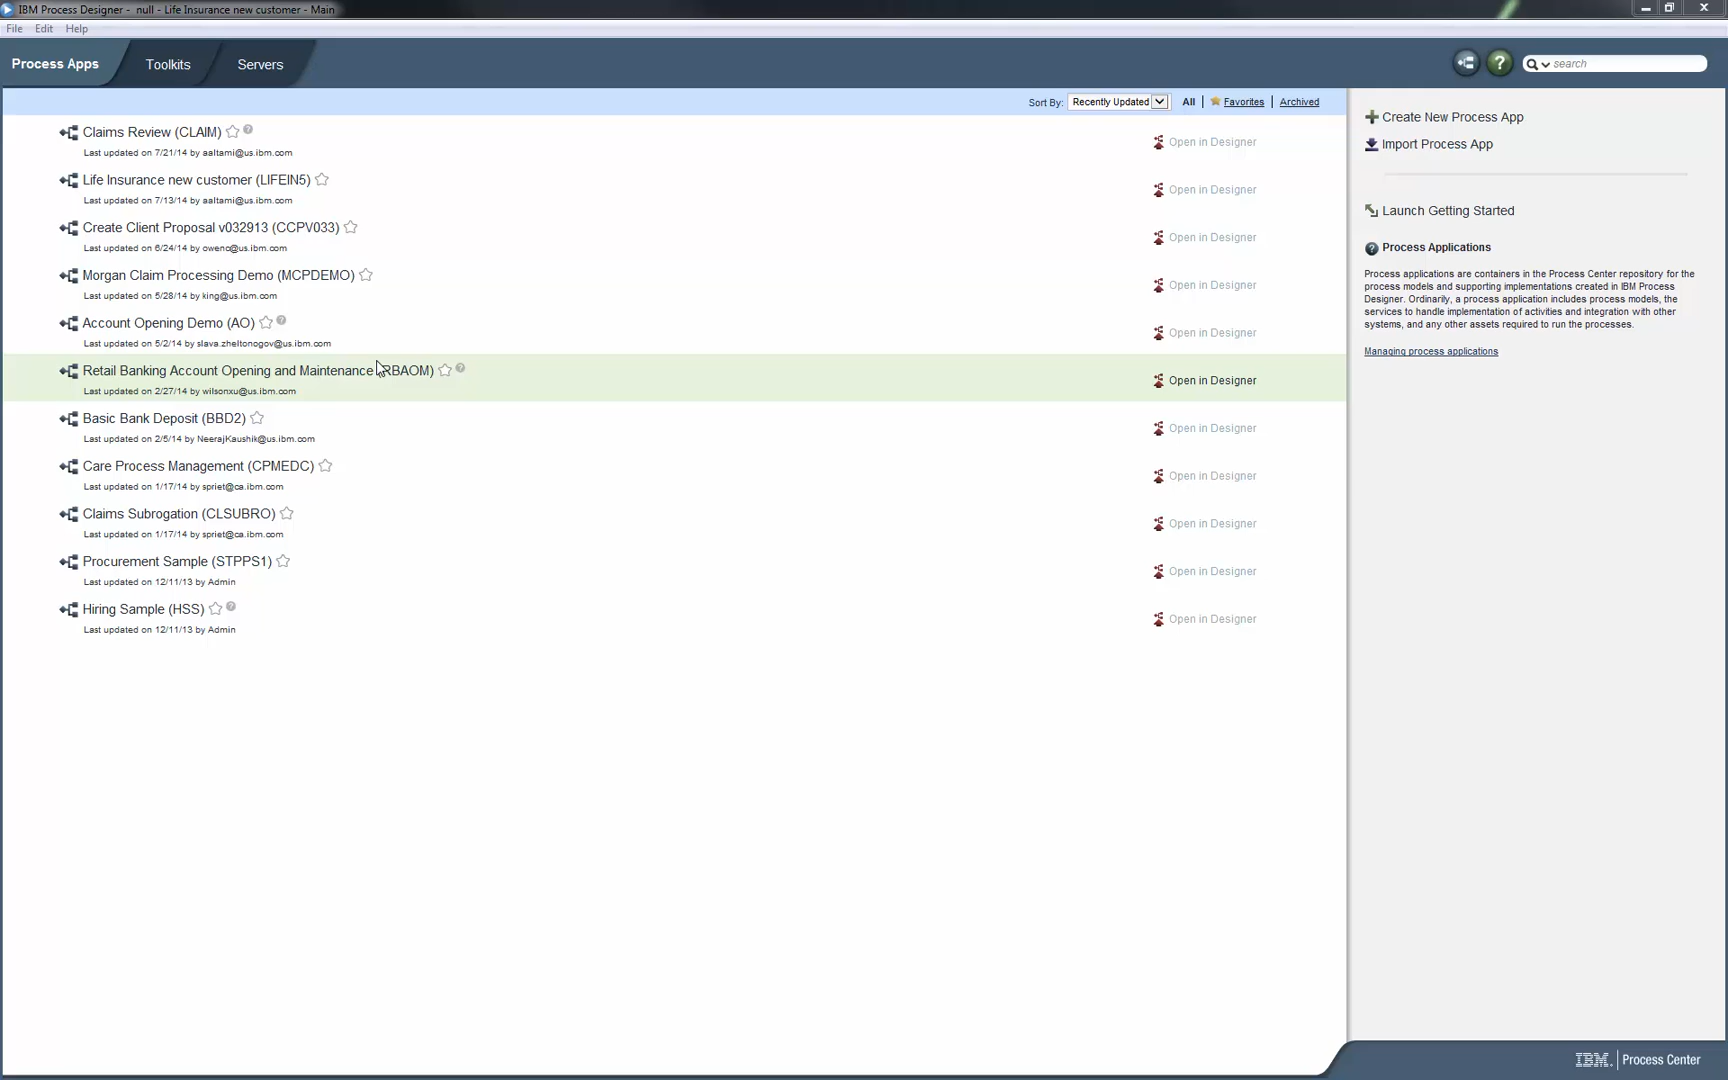 IBM Process Designer - null - Life Insurance new customer - Main
File Edit Help
Process Apps Toolkits Servers
? search
Sort By: Recently Updated All | Favorites | Archived
Claims Review (CLAIM) ?
Last updated on 7/21/14 by aaltami@us.ibm.com
Open in Designer
Life Insurance new customer (LIFEIN5)
Last updated on 7/13/14 by aaltami@us.ibm.com
Open in Designer
Create Client Proposal v032913 (CCPV033)
Last updated on 6/24/14 by oweno@us.ibm.com
Open in Designer
Morgan Claim Processing Demo (MCPDEMO)
Last updated on 5/28/14 by king@us.ibm.com
Open in Designer
Account Opening Demo (AO) ?
Last updated on 5/2/14 by slava.zheltonogov@us.ibm.com
Open in Designer
Retail Banking Account Opening and Maintenance (RBAOM) ?
Last updated on 2/27/14 by wilsonxu@us.ibm.com
Open in Designer
Basic Bank Deposit (BBD2)
Last updated on 2/5/14 by NeerajKaushik@us.ibm.com
Open in Designer
Care Process Management (CPMEDC)
Last updated on 1/17/14 by spriet@ca.ibm.com
Open in Designer
Claims Subrogation (CLSUBRO)
Last updated on 1/17/14 by spriet@ca.ibm.com
Open in Designer
Procurement Sample (STPPS1)
Last updated on 12/11/13 by Admin
Open in Designer
Hiring Sample (HSS) ?
Last updated on 12/11/13 by Admin
Open in Designer
Create New Process App
Import Process App
Launch Getting Started
? Process Applications
Process applications are containers in the Process Center repository for the
process models and supporting implementations created in IBM Process
Designer. Ordinarily, a process application includes process models, the
services to handle implementation of activities and integration with other
systems, and any other assets required to run the processes.
Managing process applications
IBM. | Process Center